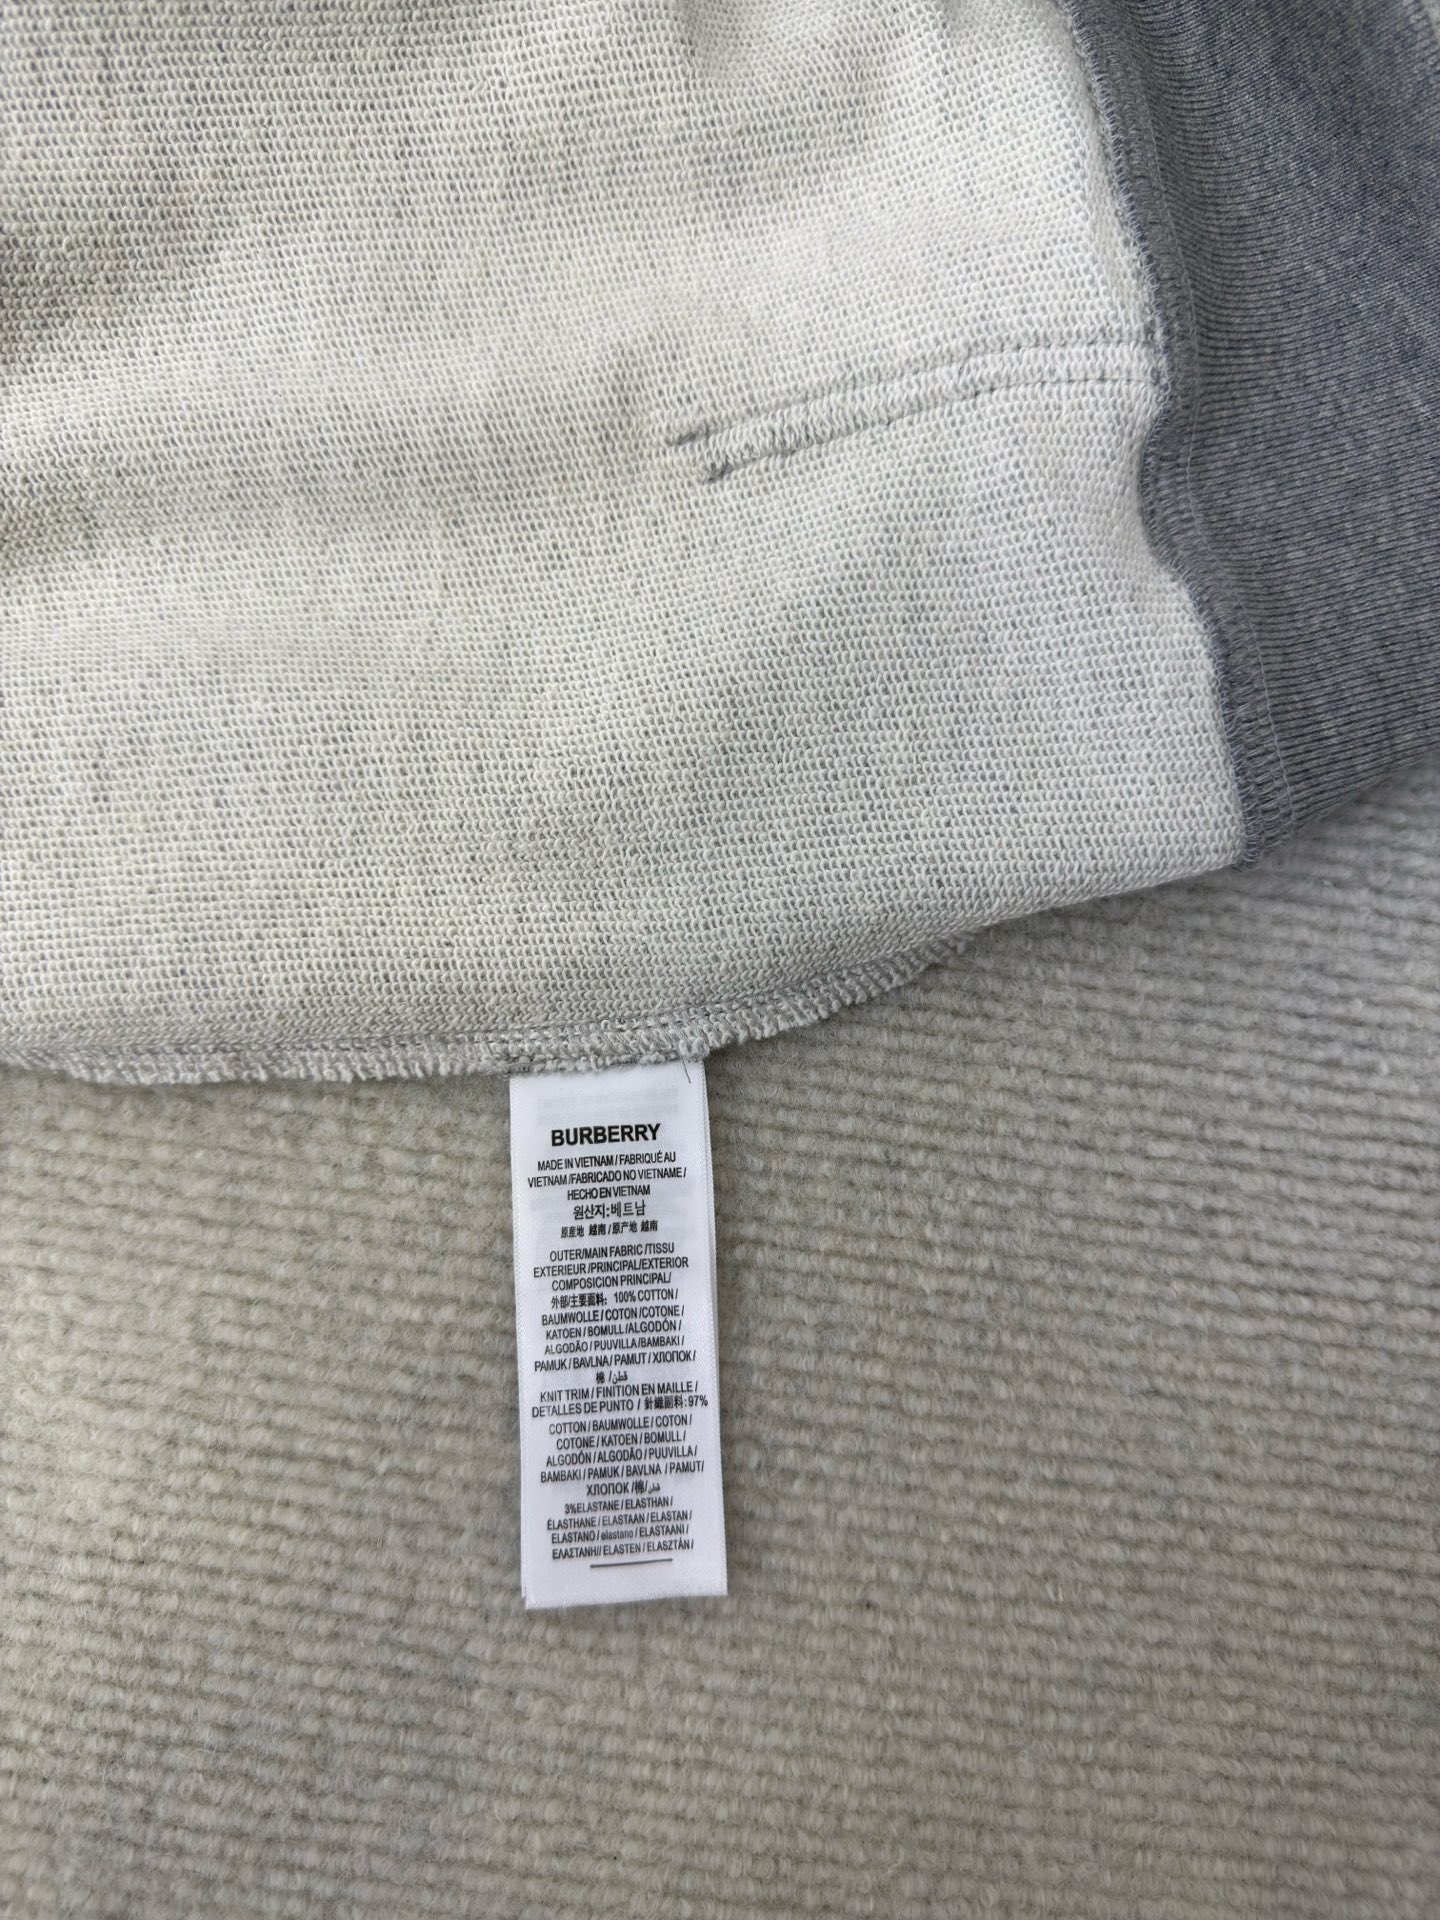 BURBERRY
MADE IN VIETNAM / FABRIQUÉ AU
VIETNAM /FABRICADO NO VIETNAME /
HECHO EN VIETNAM
원산지:베트남
原産地 越南 / 原产地 越南
OUTER/MAIN FABRIC /TISSU
EXTERIEUR /PRINCIPAL/EXTERIOR
COMPOSICION PRINCIPAL/
外部/主要面料: 100% COTTON /
BAUMWOLLE / COTON /COTONE /
KATOEN / BOMULL /ALGODÓN /
ALGODÃO / PUUVILLA /BAMBAKI /
PAMUK / BAVLNA / PAMUT / ХЛОПОК /
棉 /قطن
KNIT TRIM / FINITION EN MAILLE /
DETALLES DE PUNTO / 針織副料:97%
COTTON / BAUMWOLLE / COTON /
COTONE / KATOEN / BOMULL /
ALGODÓN / ALGODÃO / PUUVILLA /
BAMBAKI / PAMUK / BAVLNA / PAMUT/
ХЛОПОК /棉/قطن
3%ELASTANE / ELASTHAN /
ÉLASTHANE / ELASTAAN / ELASTAN /
ELASTANO / elastano / ELASTAANI /
ΕΛΑΣΤΑΝΗ// ELASTEN / ELASZTÁN /